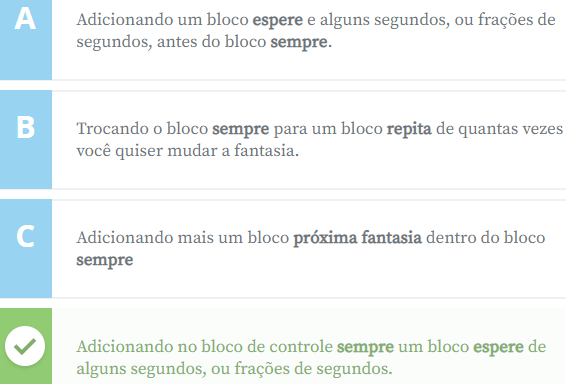 A
Adicionando um bloco espere e alguns segundos, ou frações de
segundos, antes do bloco sempre.
B
Trocando o bloco sempre para um bloco repita de quantas vezes
você quiser mudar a fantasia.
C
Adicionando mais um bloco próxima fantasia dentro do bloco
sempre
Adicionando no bloco de controle sempre um bloco espere de
alguns segundos, ou frações de segundos.